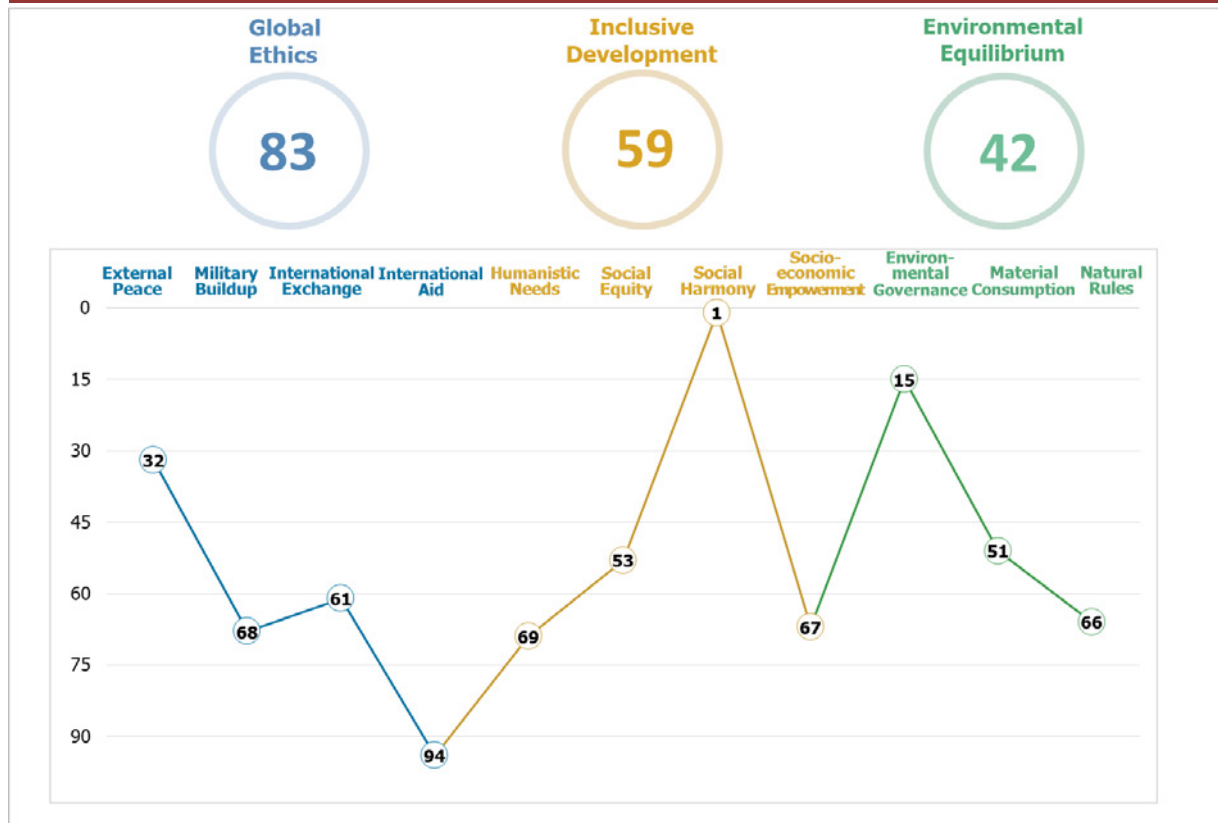 Global
Ethics
83
Inclusive
Development
59
Environmental
Equilibrium
42
External
Peace
Military
Buildup
International
Exchange
International
Aid
Humanistic
Needs
Social
Equity
Social
Harmony
Socio-
economic
Empowerment
Environ-
mental
Governance
Material
Consumption
Natural
Rules
0
15
30
45
60
75
90
32
68
61
94
69
53
1
67
15
51
66